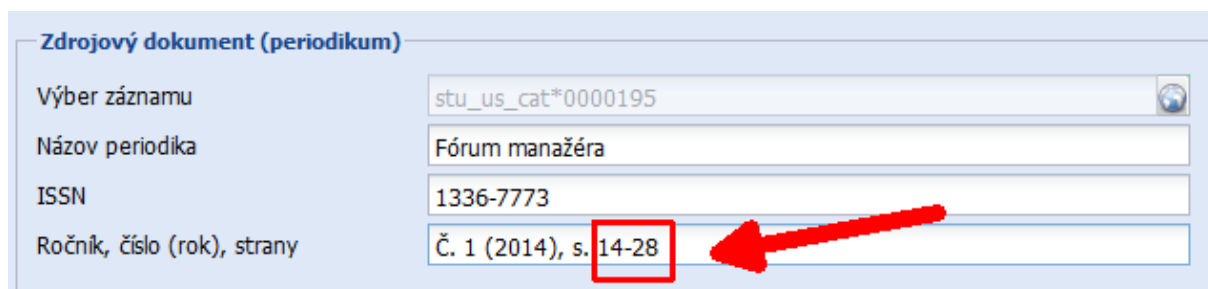 Zdrojový dokument (periodikum)
Výber záznamu stu_us_cat*0000195
Názov periodika Fórum manažéra
ISSN 1336-7773
Ročník, číslo (rok), strany Č. 1 (2014), s. 14-28